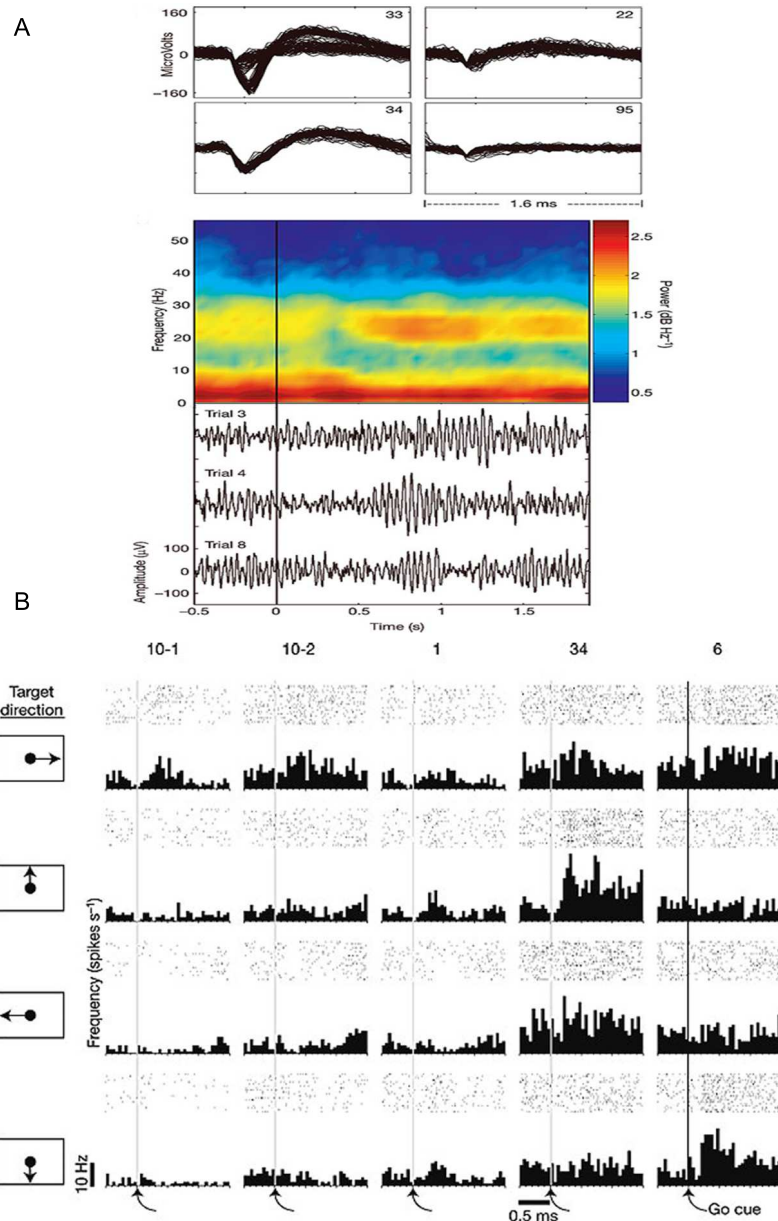 A
160
0
−160
MicroVolts
33
22
34
95
1.6 ms
50
40
30
20
10
0
Frequency (Hz)
2.5
2
1.5
1
0.5
Power (dB Hz⁻¹)
Trial 3
Trial 4
Trial 8
100
0
−100
Amplitude (µV)
−0.5 0 0.5 1 1.5
Time (s)
B
10-1 10-2 1 34 6
Target
direction
Frequency (spikes s⁻¹)
10 Hz
0.5 ms
Go cue